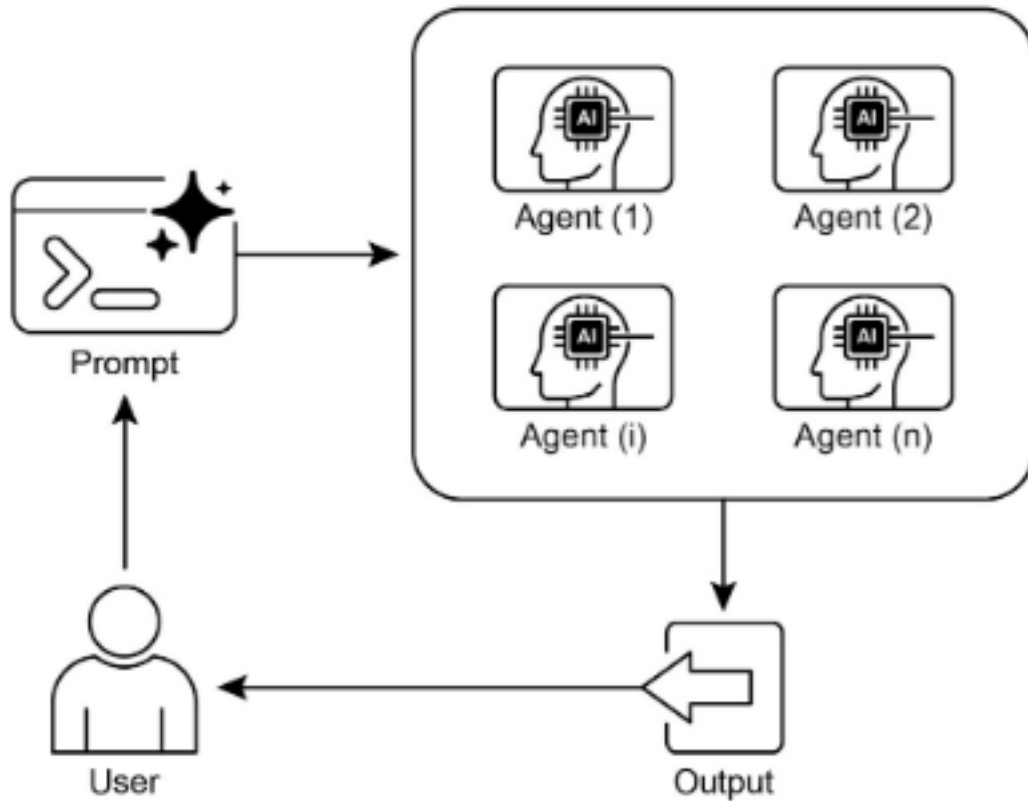 AI
AI
Agent (1)
Agent (2)
AI
AI
Agent (i)
Agent (n)
Prompt
User
Output